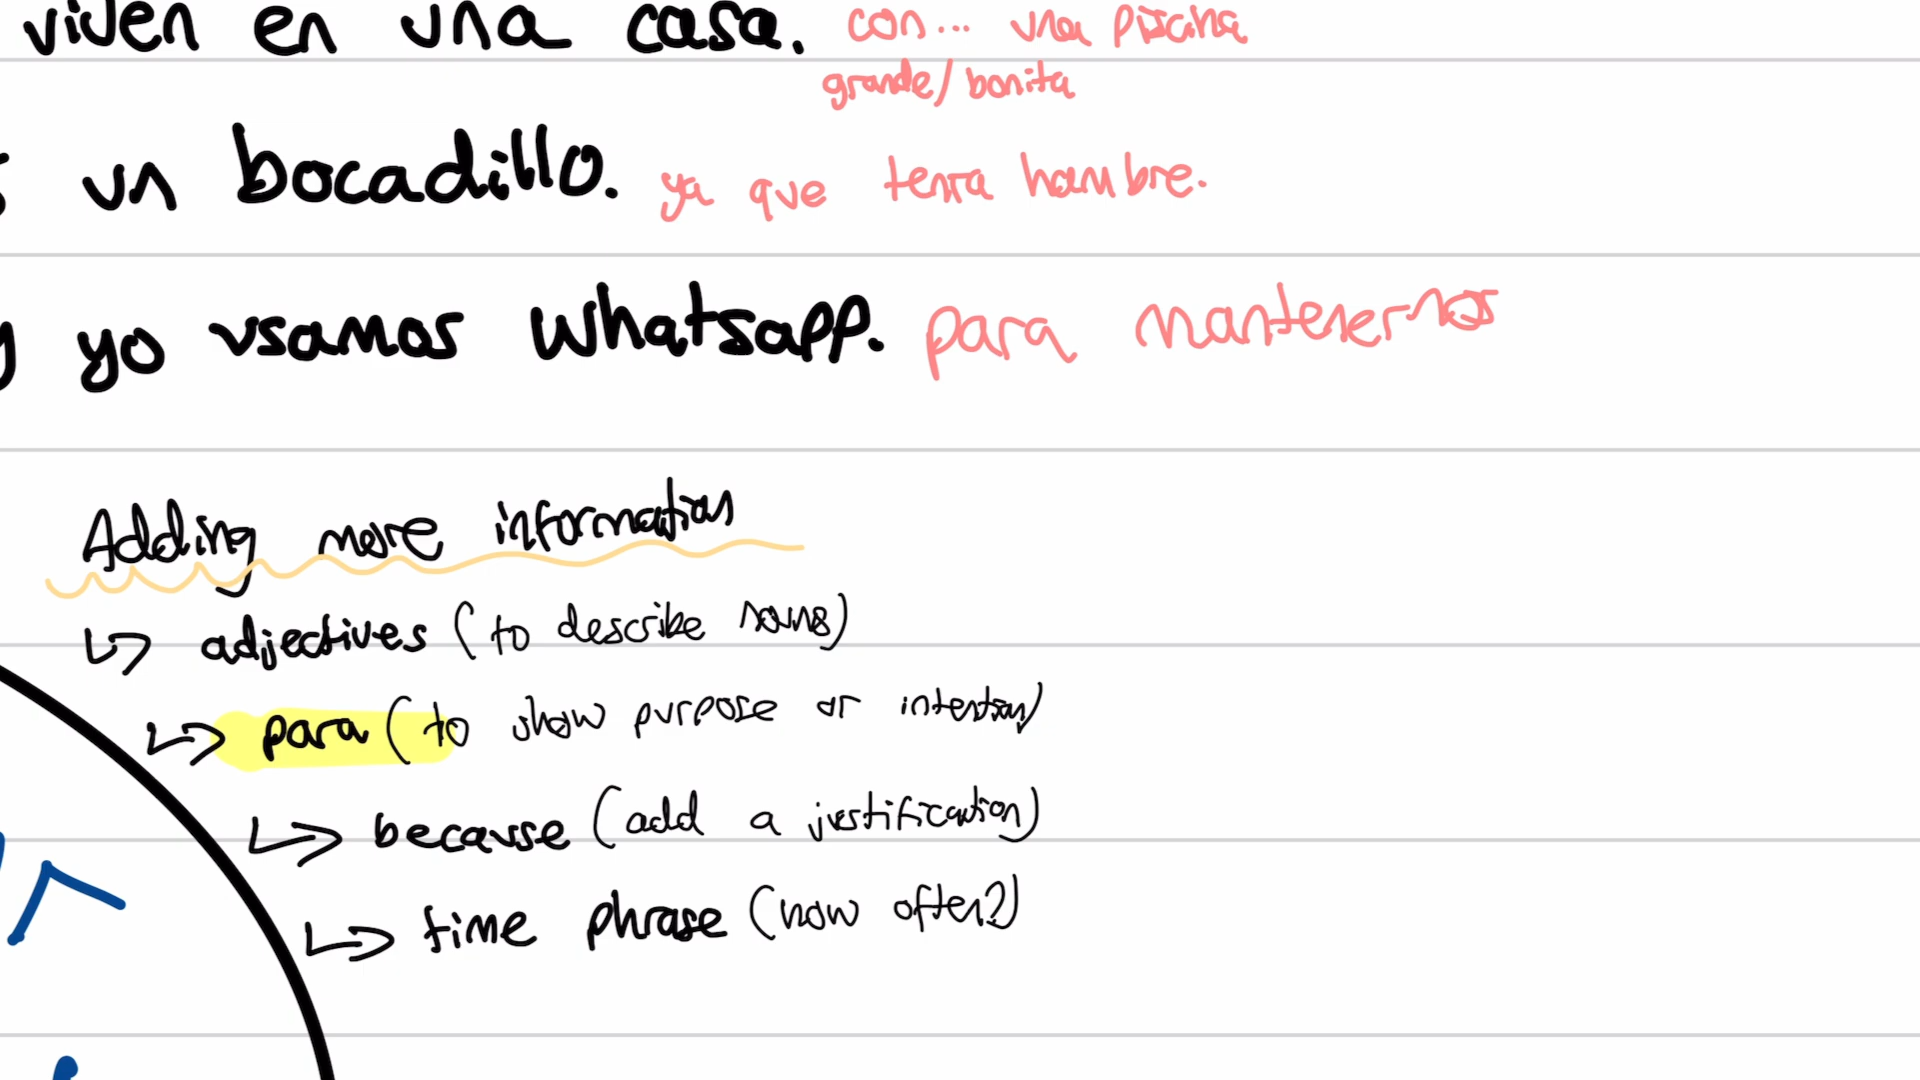 viven en una casa. con... una piscina
grande/bonita
un bocadillo. ya que tenía hambre.
y yo usamos Whatsapp. para mantenernos
Adding more information
↳ adjectives (to describe nouns)
↳ para (to show purpose or intention)
↳ because (add a justification)
↳ time phrase (how often?)